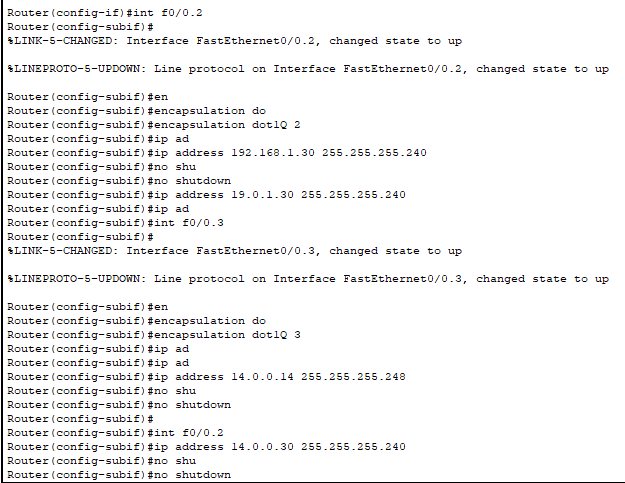 Router(config-if)#int f0/0.2
Router(config-subif)#
%LINK-5-CHANGED: Interface FastEthernet0/0.2, changed state to up
%LINEPROTO-5-UPDOWN: Line protocol on Interface FastEthernet0/0.2, changed state to up
Router(config-subif)#en
Router(config-subif)#encapsulation do
Router(config-subif)#encapsulation dot1Q 2
Router(config-subif)#ip ad
Router(config-subif)#ip address 192.168.1.30 255.255.255.240
Router(config-subif)#no shu
Router(config-subif)#no shutdown
Router(config-subif)#ip address 19.0.1.30 255.255.255.240
Router(config-subif)#ip ad
Router(config-subif)#int f0/0.3
Router(config-subif)#
%LINK-5-CHANGED: Interface FastEthernet0/0.3, changed state to up
%LINEPROTO-5-UPDOWN: Line protocol on Interface FastEthernet0/0.3, changed state to up
Router(config-subif)#en
Router(config-subif)#encapsulation do
Router(config-subif)#encapsulation dot1Q 3
Router(config-subif)#ip ad
Router(config-subif)#ip ad
Router(config-subif)#ip address 14.0.0.14 255.255.255.248
Router(config-subif)#no shu
Router(config-subif)#no shutdown
Router(config-subif)#
Router(config-subif)#int f0/0.2
Router(config-subif)#ip address 14.0.0.30 255.255.255.240
Router(config-subif)#no shu
Router(config-subif)#no shutdown